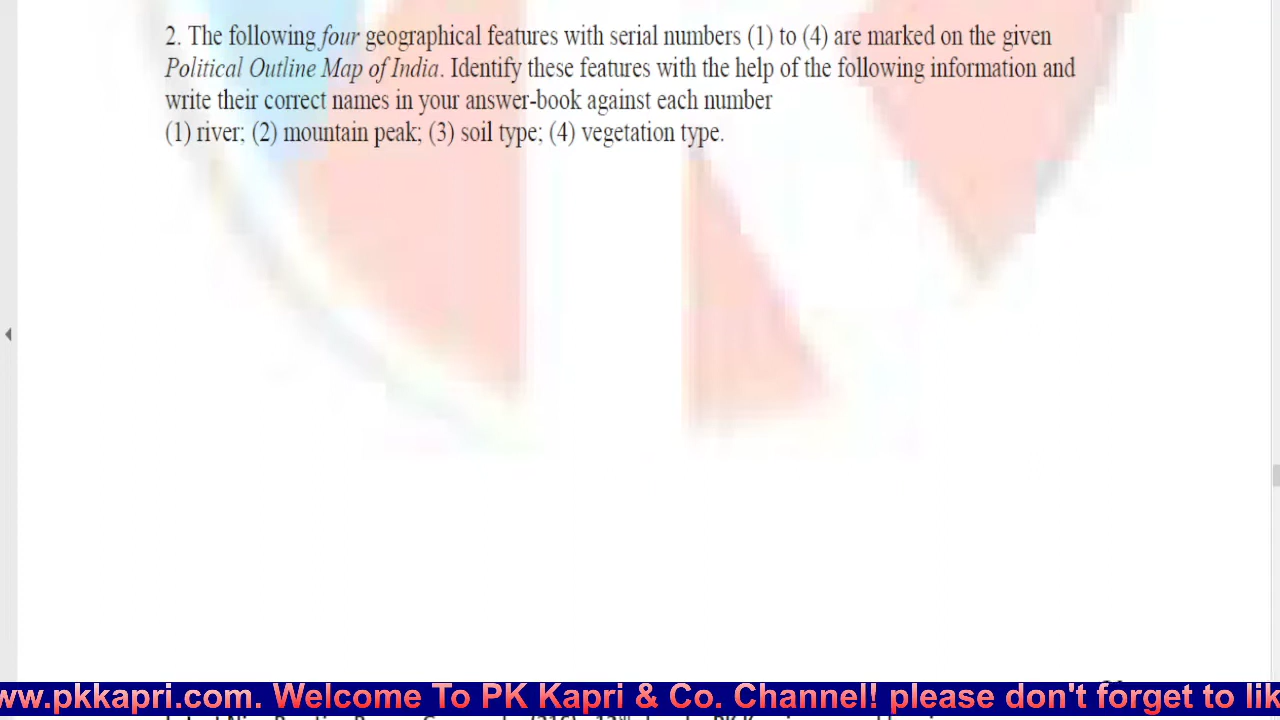 2. The following four geographical features with serial numbers (1) to (4) are marked on the given
Political Outline Map of India. Identify these features with the help of the following information and
write their correct names in your answer-book against each number
(1) river; (2) mountain peak; (3) soil type; (4) vegetation type.
ww.pkkapri.com. Welcome To PK Kapri & Co. Channel! please don't forget to lik